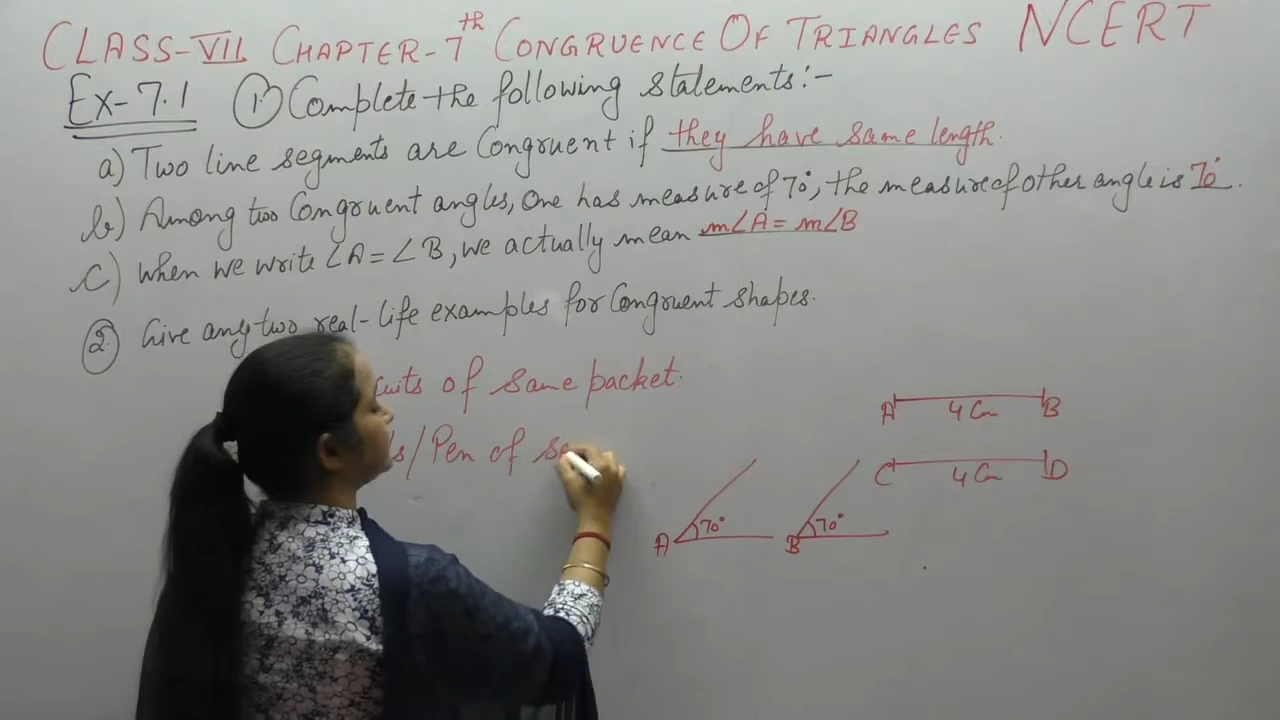 CLASS-VII CHAPTER-7th CONGRUENCE OF TRIANGLES NCERT
Ex-7.1 1. Complete the following statements:-
a) Two line segments are Congruent if they have same length.
b) Among two Congruent angles, One has measure of 70°, the measure of other angle is 70°.
C) When we write ∠A = ∠B, we actually mean m∠A = m∠B
2. Give any two real-life examples for Congruent shapes.
cuits of same packet.
ls/Pen of sa
A 4 Cm B
C 4 Cm D
A 70° B 70°